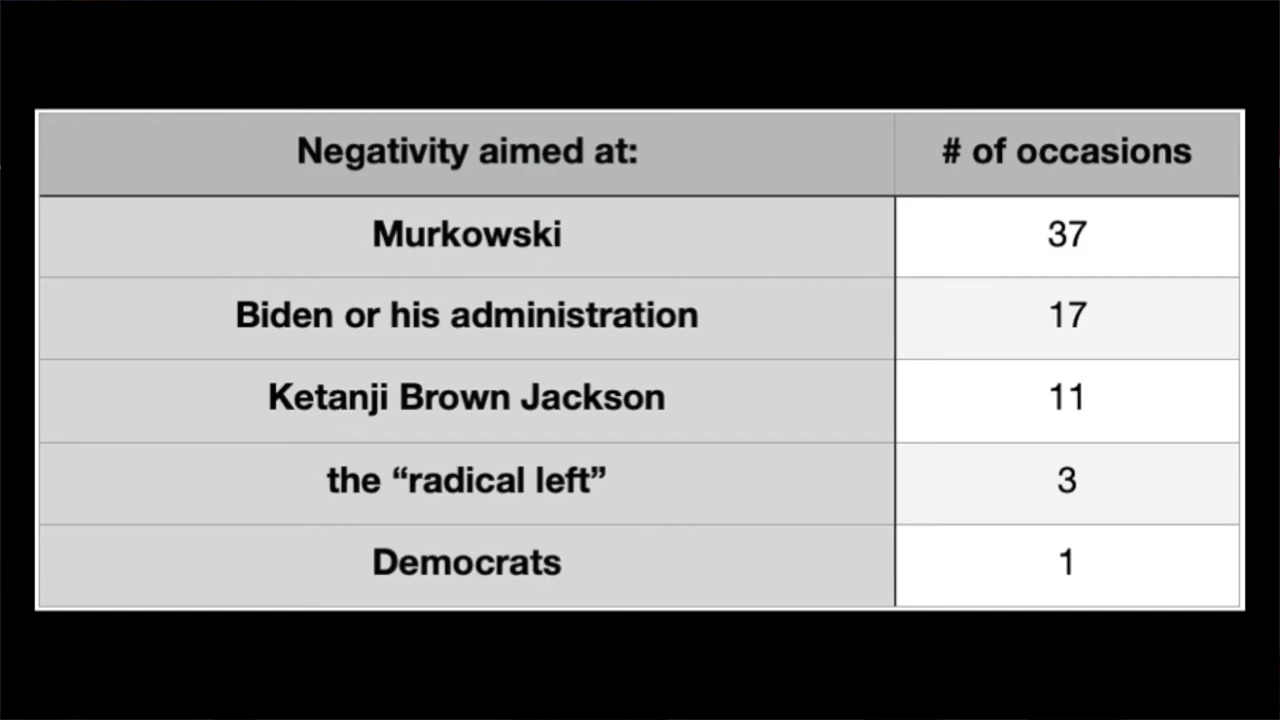 Negativity aimed at: # of occasions
Murkowski 37
Biden or his administration 17
Ketanji Brown Jackson 11
the “radical left” 3
Democrats 1